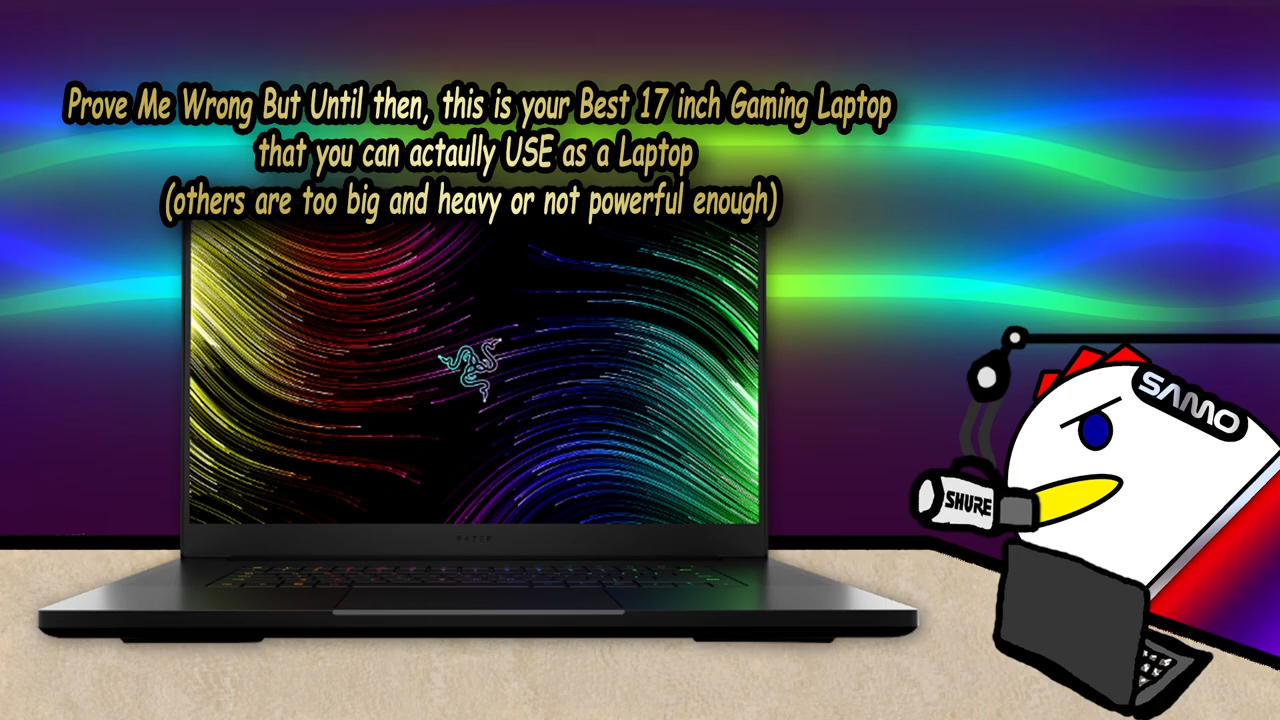 Prove Me Wrong But Until then, this is your Best 17 inch Gaming Laptop
that you can actaully USE as a Laptop
(others are too big and heavy or not powerful enough)
SAMO
SHURE
RAZER